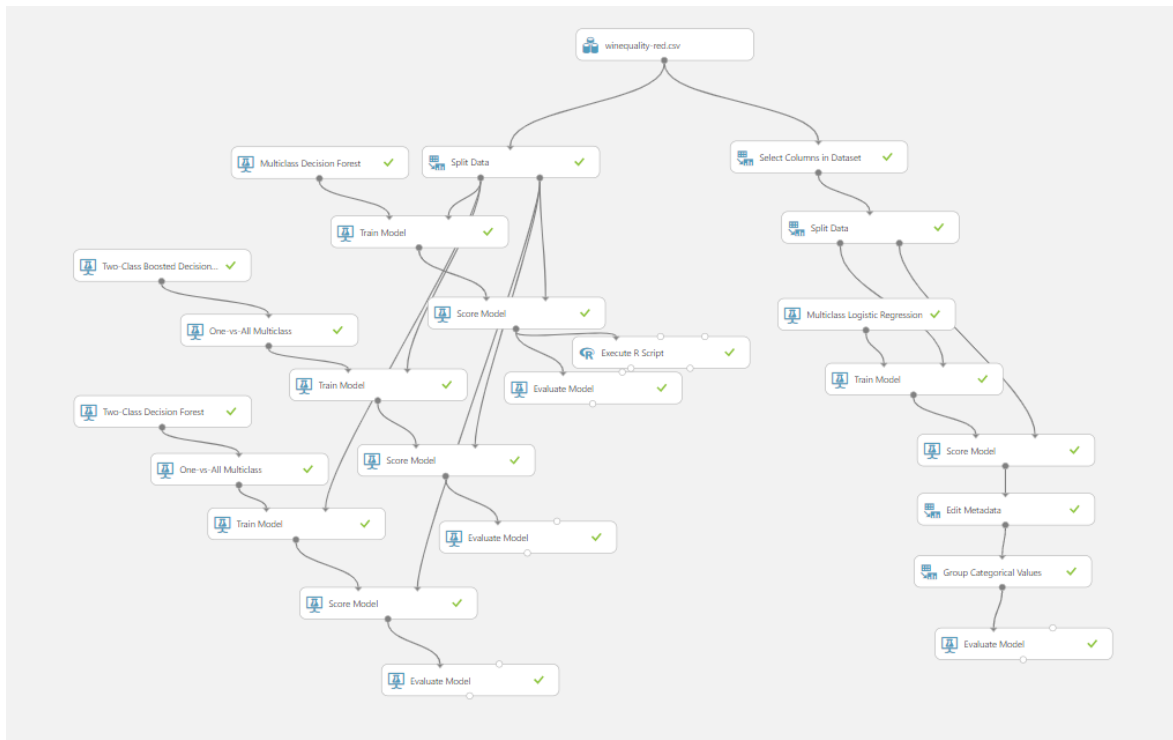 winequality-red.csv
Multiclass Decision Forest
Split Data
Select Columns in Dataset
Train Model
Split Data
Two-Class Boosted Decision...
Score Model
Multiclass Logistic Regression
One-vs-All Multiclass
Execute R Script
Train Model
Evaluate Model
Train Model
Two-Class Decision Forest
Score Model
Score Model
One-vs-All Multiclass
Edit Metadata
Train Model
Evaluate Model
Group Categorical Values
Score Model
Evaluate Model
Evaluate Model